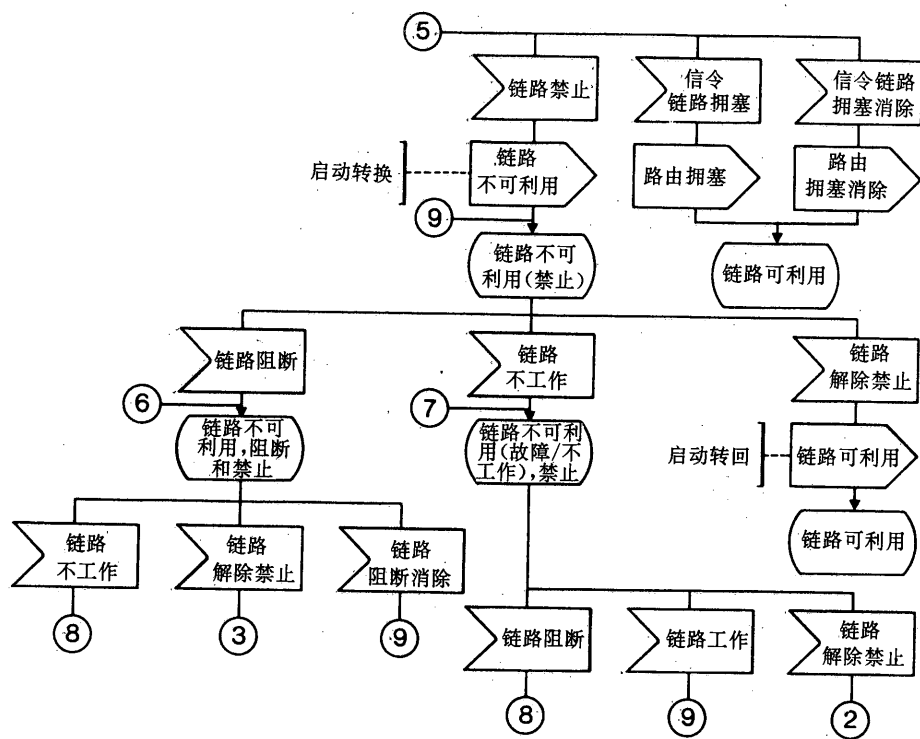 ⑤
链路禁止
信令
链路拥塞
信令链路
拥塞消除
启动转换
链路
不可利用
路由拥塞
路由
拥塞消除
⑨
链路不可
利用(禁止)
链路可利用
链路阻断
链路
不工作
链路
解除禁止
⑥
链路不可
利用,阻断
和禁止
⑦
链路不可利
用(故障/不
工作),禁止
启动转回
链路可利用
链路可利用
链路
不工作
链路
解除禁止
链路
阻断消除
⑧
③
⑨
链路阻断
链路工作
链路
解除禁止
⑧
⑨
②